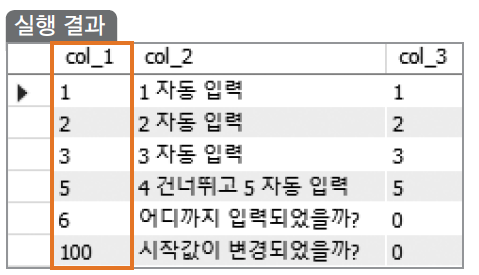 실행 결과
col_1 col_2 col_3
1 1 자동 입력 1
2 2 자동 입력 2
3 3 자동 입력 3
5 4 건너뛰고 5 자동 입력 5
6 어디까지 입력되었을까? 0
100 시작값이 변경되었을까? 0